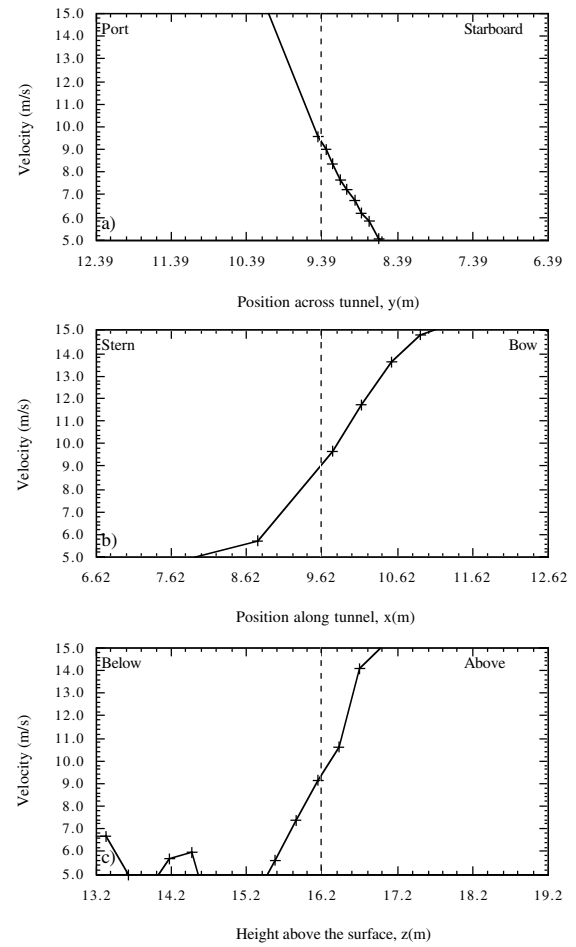 15.0
Port
Starboard
14.0
13.0
12.0
11.0
10.0
9.0
8.0
7.0
6.0
5.0
a)
Velocity (m/s)
12.39 11.39 10.39 9.39 8.39 7.39 6.39
Position across tunnel, y(m)
15.0
Stern
Bow
14.0
13.0
12.0
11.0
10.0
9.0
8.0
7.0
6.0
5.0
b)
Velocity (m/s)
6.62 7.62 8.62 9.62 10.62 11.62 12.62
Position along tunnel, x(m)
15.0
Below
Above
14.0
13.0
12.0
11.0
10.0
9.0
8.0
7.0
6.0
5.0
c)
Velocity (m/s)
13.2 14.2 15.2 16.2 17.2 18.2 19.2
Height above the surface, z(m)